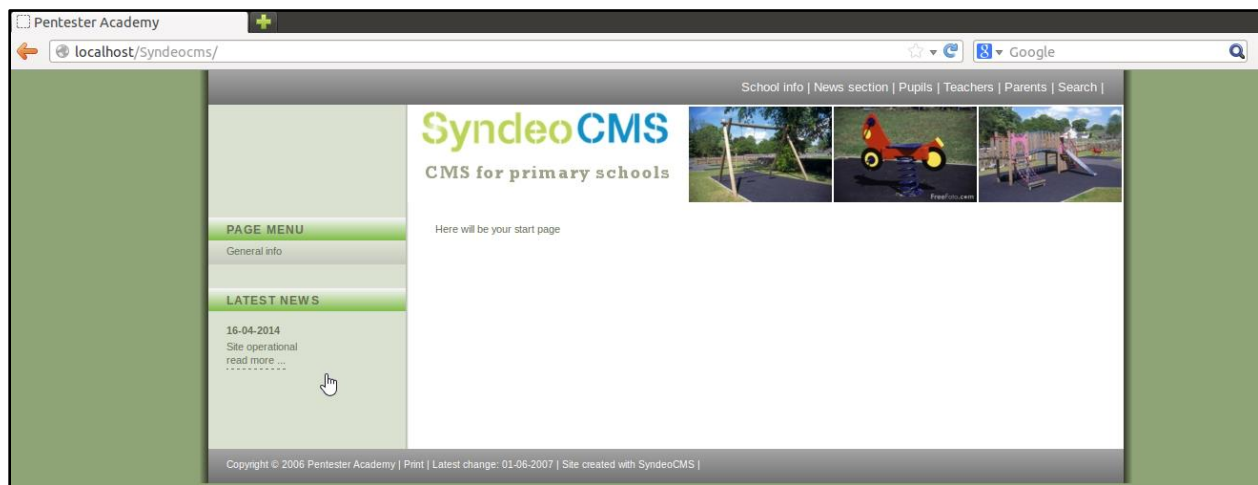 Pentester Academy
localhost/Syndeocms/
Google
School info | News section | Pupils | Teachers | Parents | Search |
SyndeoCMS
CMS for primary schools
FreeFoto.com
PAGE MENU
General info
Here will be your start page
LATEST NEWS
16-04-2014
Site operational
read more ...
Copyright © 2006 Pentester Academy | Print | Latest change: 01-06-2007 | Site created with SyndeoCMS |